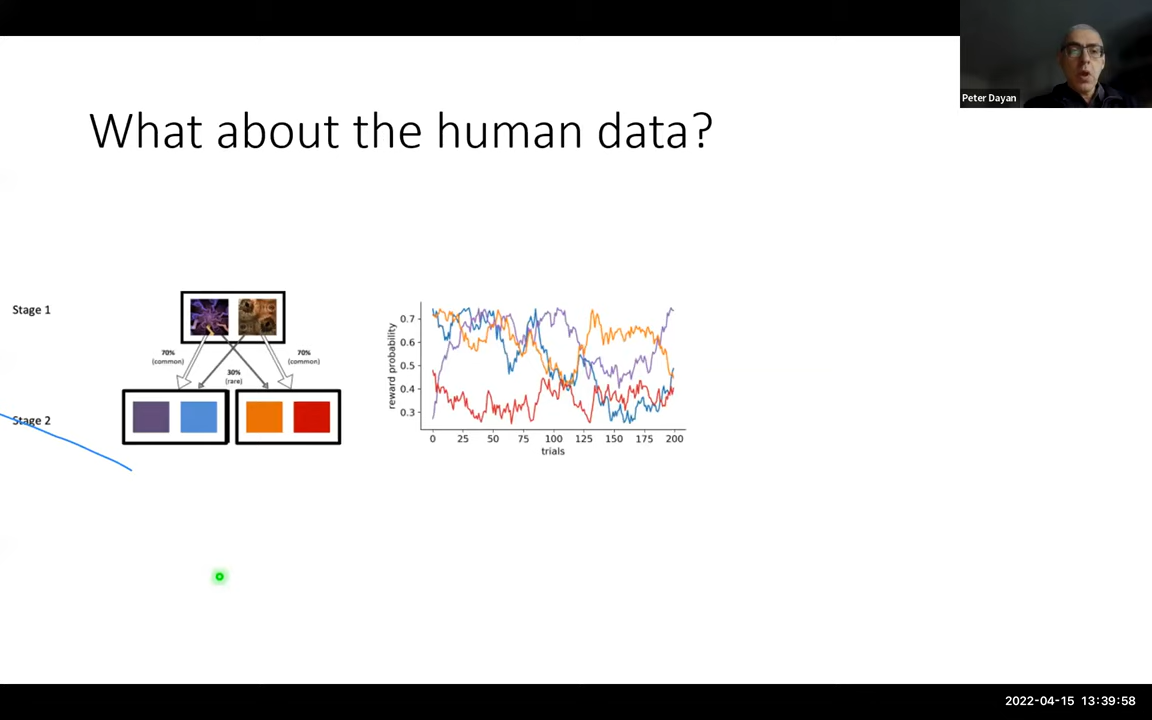 Peter Dayan
What about the human data?
Stage 1
70%
(common)
70%
(common)
30%
(rare)
Stage 2
reward probability
0.7
0.6
0.5
0.4
0.3
0 25 50 75 100 125 150 175 200
trials
2022-04-15 13:39:58